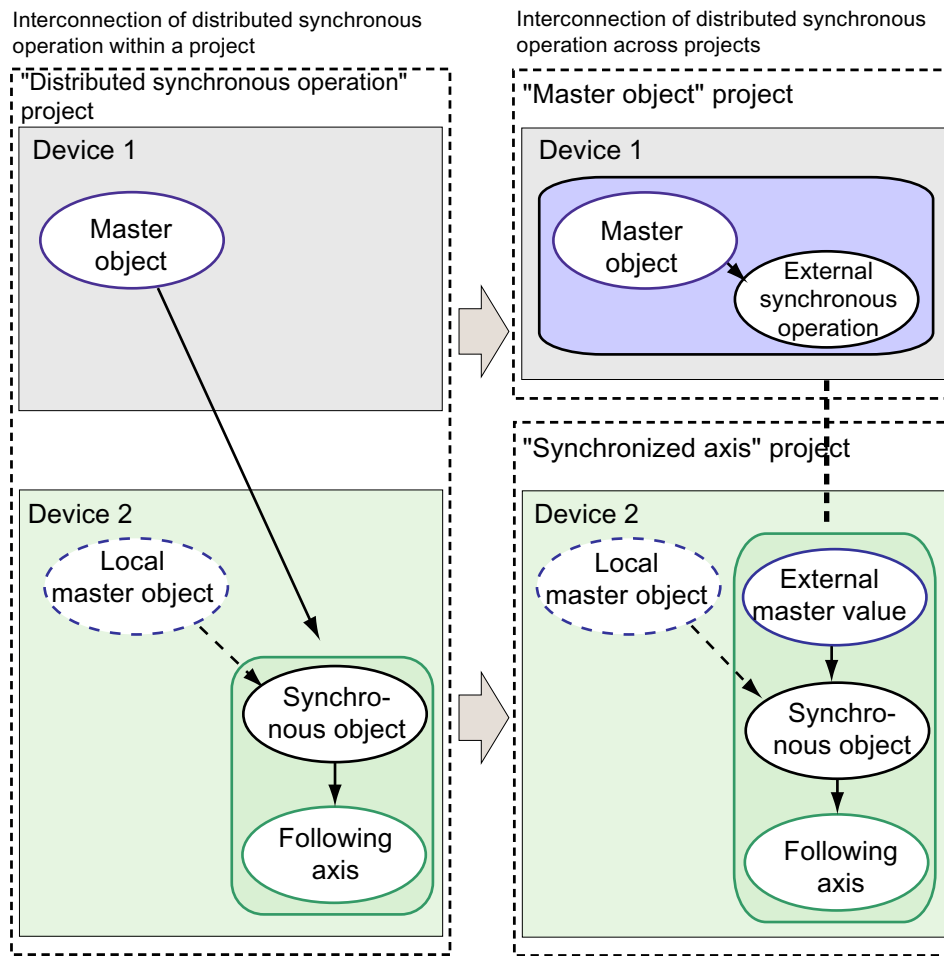 Interconnection of distributed synchronous
operation within a project
"Distributed synchronous operation"
project
Device 1
Master
object
Device 2
Local
master object
Synchro-
nous object
Following
axis
Interconnection of distributed synchronous
operation across projects
"Master object" project
Device 1
Master
object
External
synchronous
operation
"Synchronized axis" project
Device 2
Local
master object
External
master value
Synchro-
nous object
Following
axis